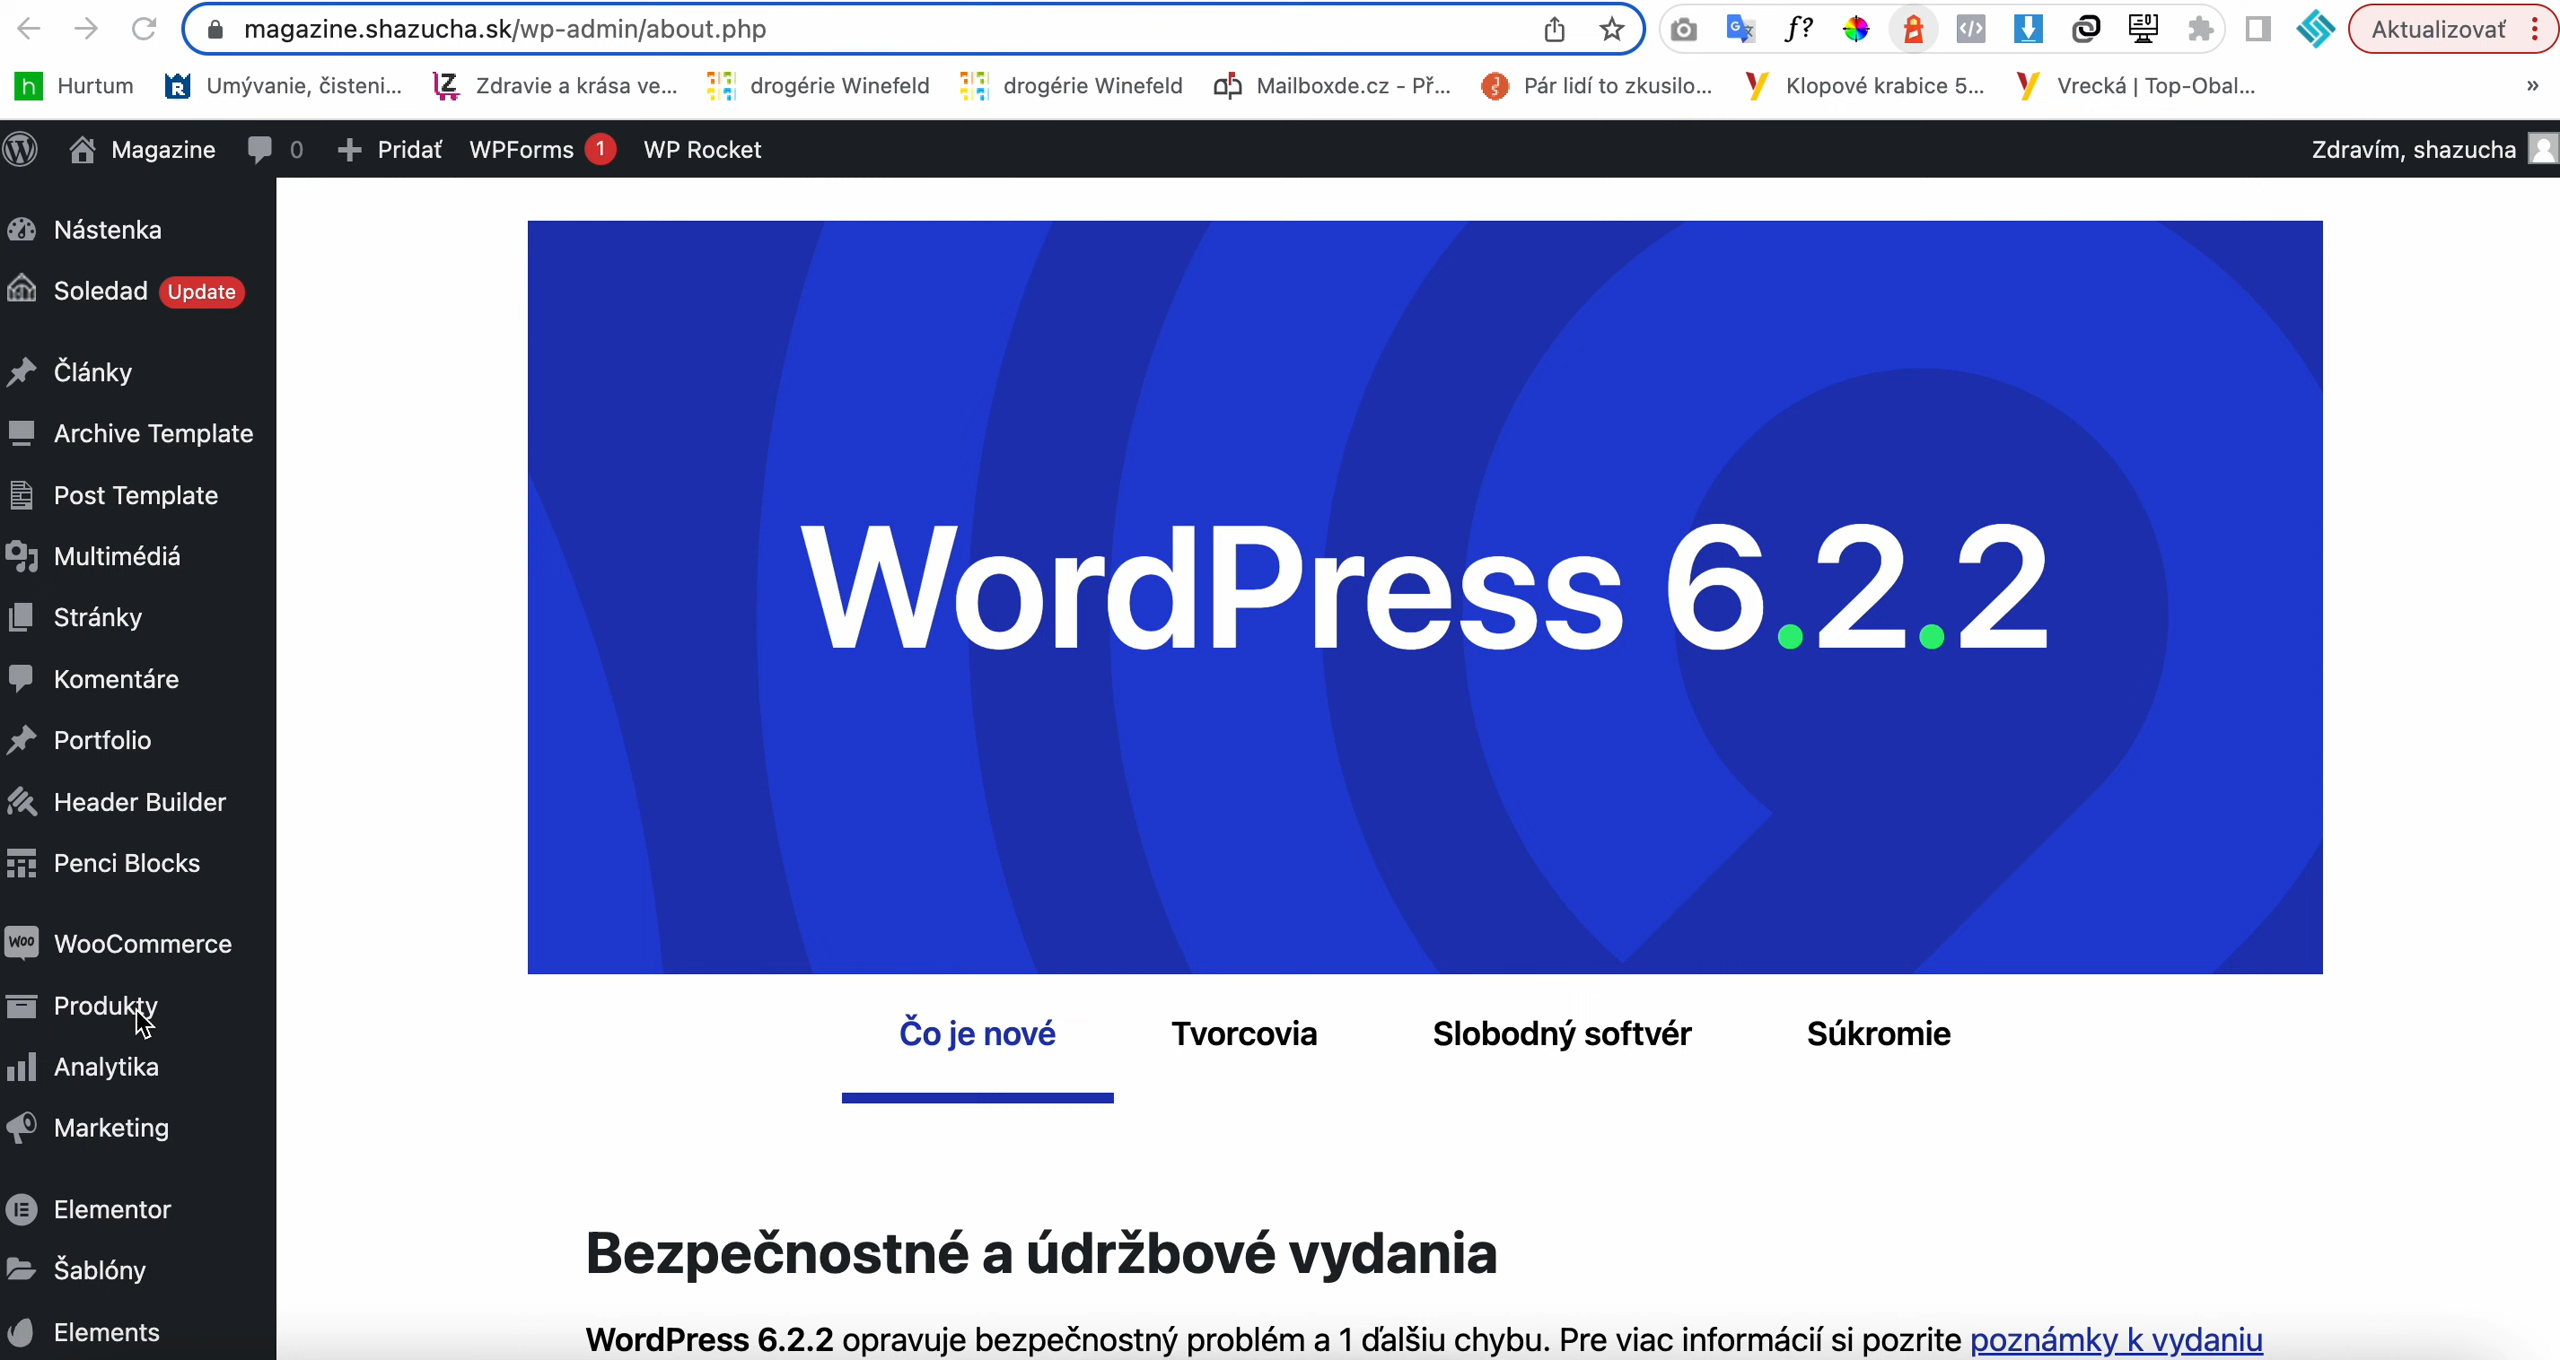 magazine.shazucha.sk/wp-admin/about.php
f?
Aktualizovať
Hurtum
Umývanie, čisteni...
Zdravie a krása ve...
drogérie Winefeld
drogérie Winefeld
Mailboxde.cz - Př...
Pár lidí to zkusilo...
Klopové krabice 5...
Vrecká | Top-Obal...
»
Magazine
0
Pridať
WPForms 1
WP Rocket
Zdravím, shazucha
Nástenka
Soledad Update
Články
Archive Template
Post Template
Multimédiá
Stránky
Komentáre
Portfolio
Header Builder
Penci Blocks
Woo WooCommerce
Produkty
Analytika
Marketing
Elementor
Šablóny
Elements
WordPress 6.2.2
Čo je nové
Tvorcovia
Slobodný softvér
Súkromie
Bezpečnostné a údržbové vydania
WordPress 6.2.2 opravuje bezpečnostný problém a 1 ďalšiu chybu. Pre viac informácií si pozrite poznámky k vydaniu